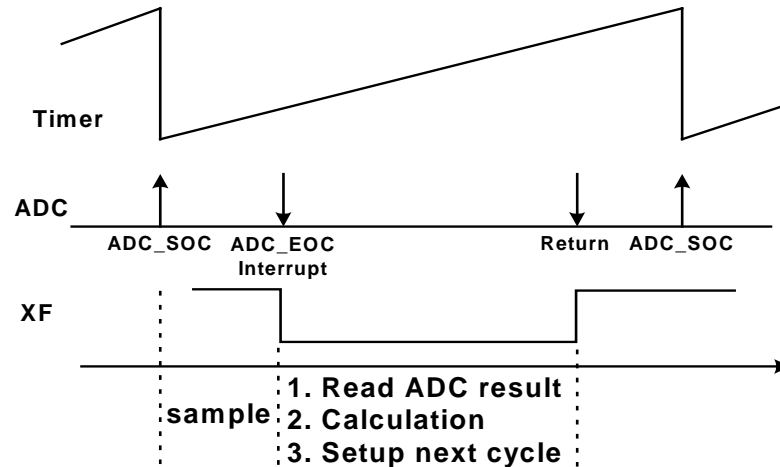 Timer
ADC
ADC_SOC
ADC_EOC
Interrupt
Return
ADC_SOC
XF
sample
1. Read ADC result
2. Calculation
3. Setup next cycle